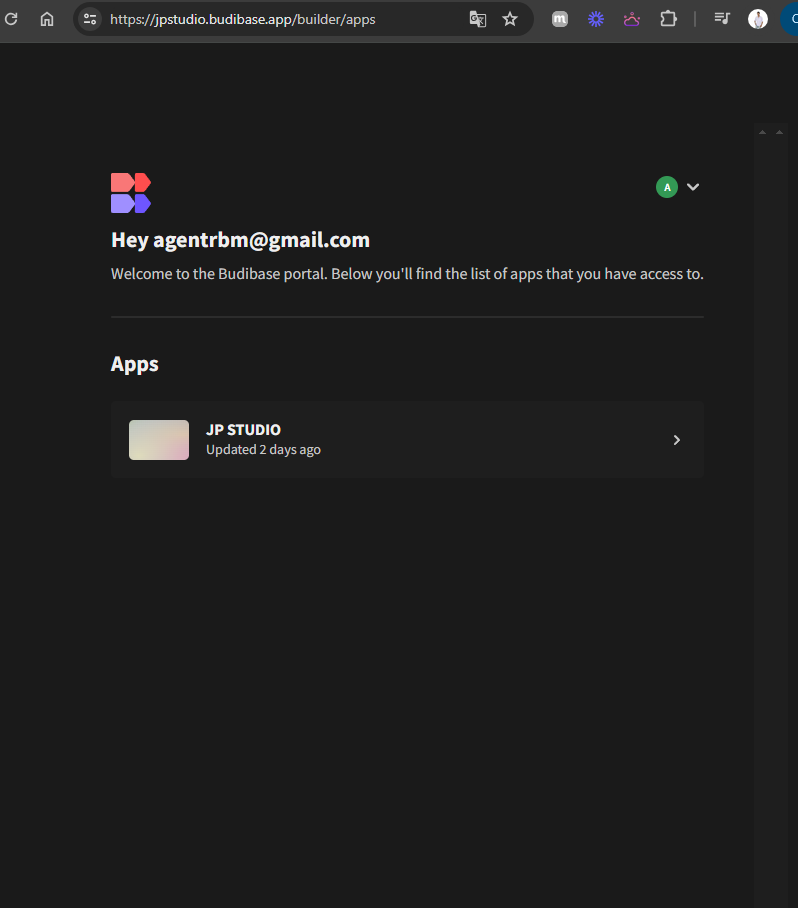 https://jpstudio.budibase.app/builder/apps
m
A
Hey agentrbm@gmail.com
Welcome to the Budibase portal. Below you'll find the list of apps that you have access to.
Apps
JP STUDIO
Updated 2 days ago